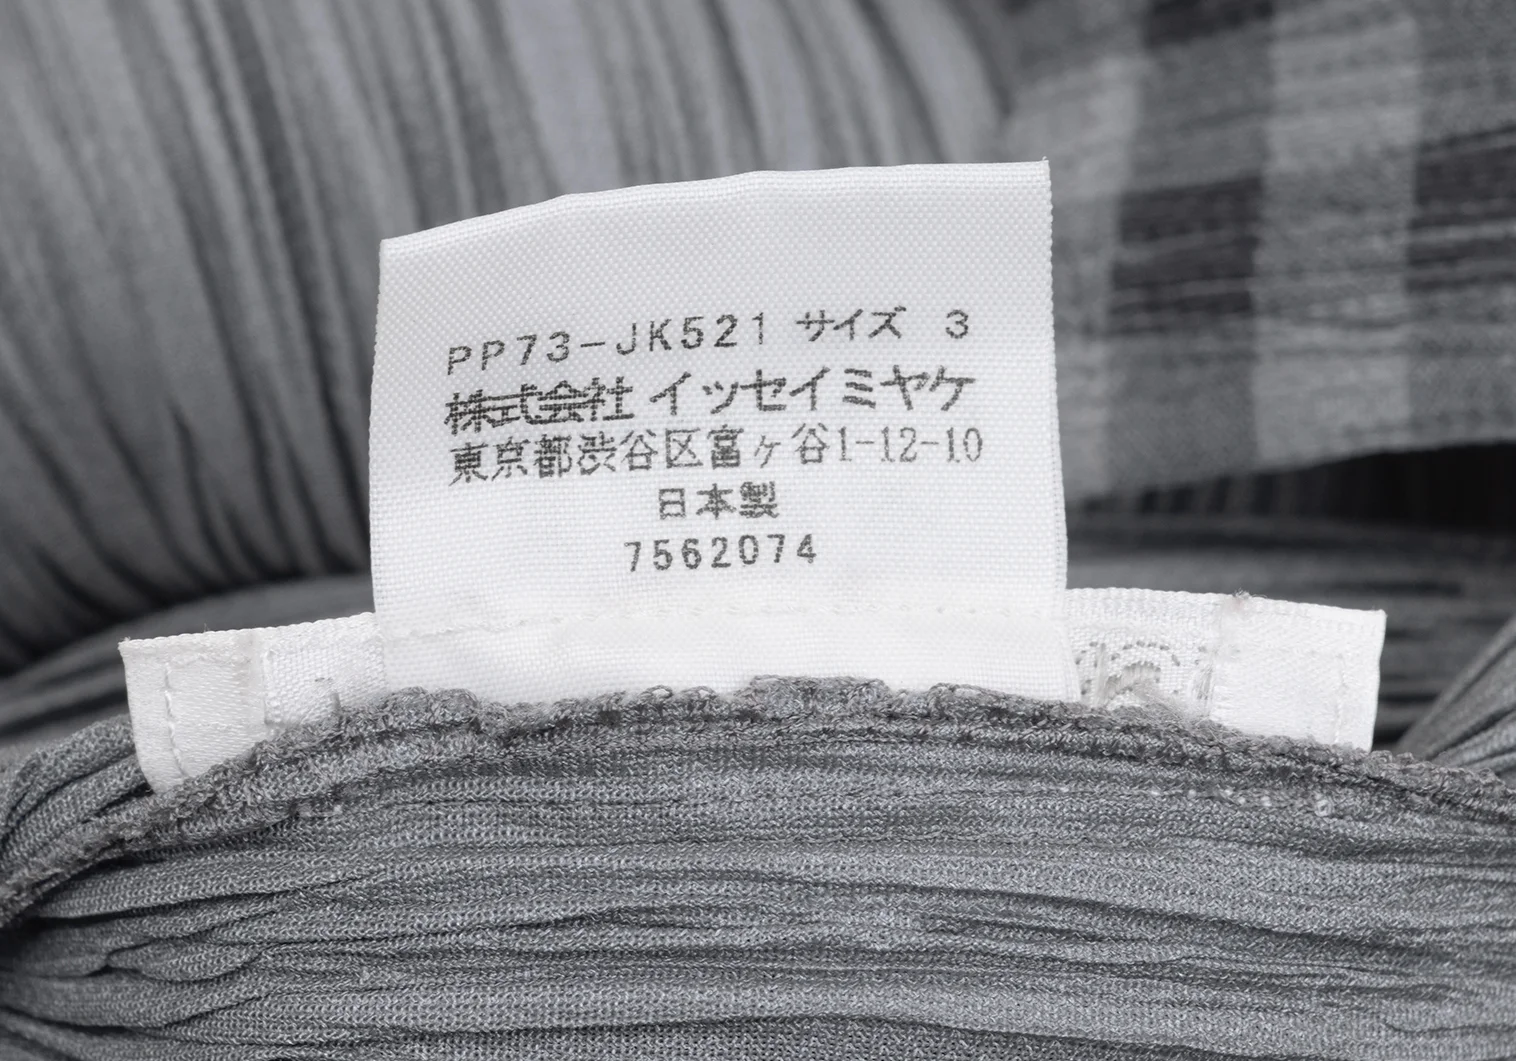 PP73-JK521 サイズ 3
株式会社 イッセイミヤケ
東京都渋谷区富ヶ谷1-12-10
日本製
7562074